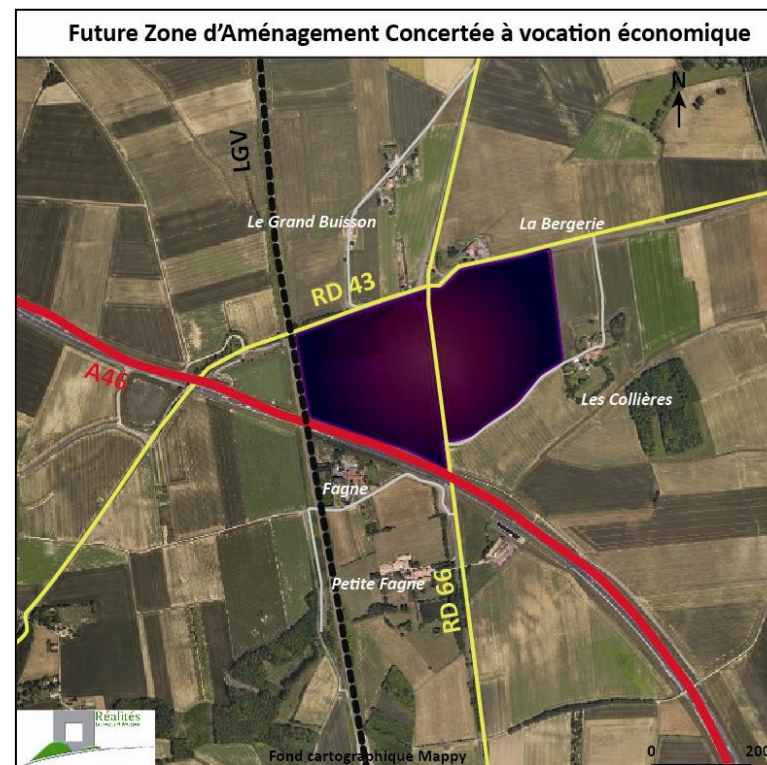 Future Zone d’Aménagement Concertée à vocation économique
N
LGV
Le Grand Buisson
La Bergerie
RD 43
A46
Les Collières
Fagne
Petite Fagne
RD 66
Réalités
Fond cartographique Mappy
0 200